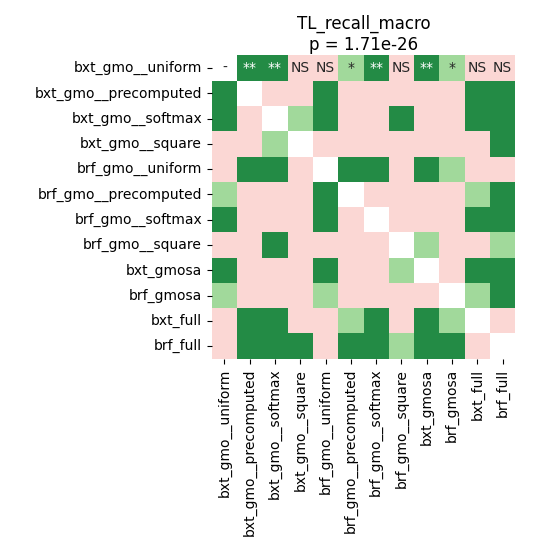 TL_recall_macro
p = 1.71e-26
bxt_gmo__uniform - ** ** NS NS * ** NS ** * NS NS
bxt_gmo__precomputed
bxt_gmo__softmax
bxt_gmo__square
brf_gmo__uniform
brf_gmo__precomputed
brf_gmo__softmax
brf_gmo__square
bxt_gmosa
brf_gmosa
bxt_full
brf_full
bxt_gmo__uniform
bxt_gmo__precomputed
bxt_gmo__softmax
bxt_gmo__square
brf_gmo__uniform
brf_gmo__precomputed
brf_gmo__softmax
brf_gmo__square
bxt_gmosa
brf_gmosa
bxt_full
brf_full